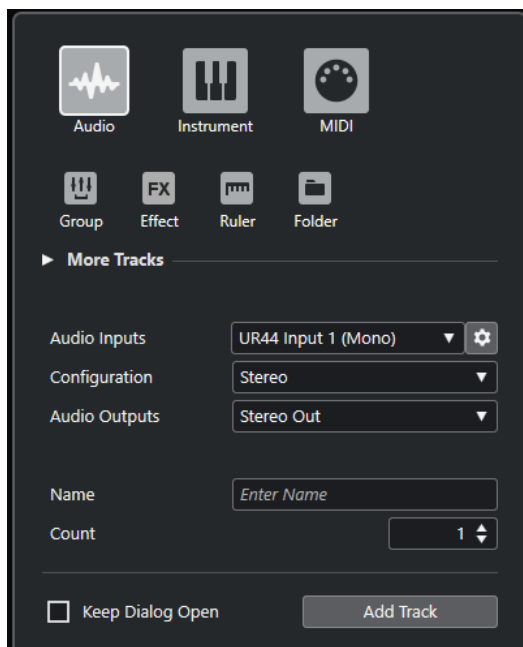 Audio Instrument MIDI
FX
Group Effect Ruler Folder
More Tracks
Audio Inputs UR44 Input 1 (Mono)
Configuration Stereo
Audio Outputs Stereo Out
Name Enter Name
Count 1
Keep Dialog Open Add Track